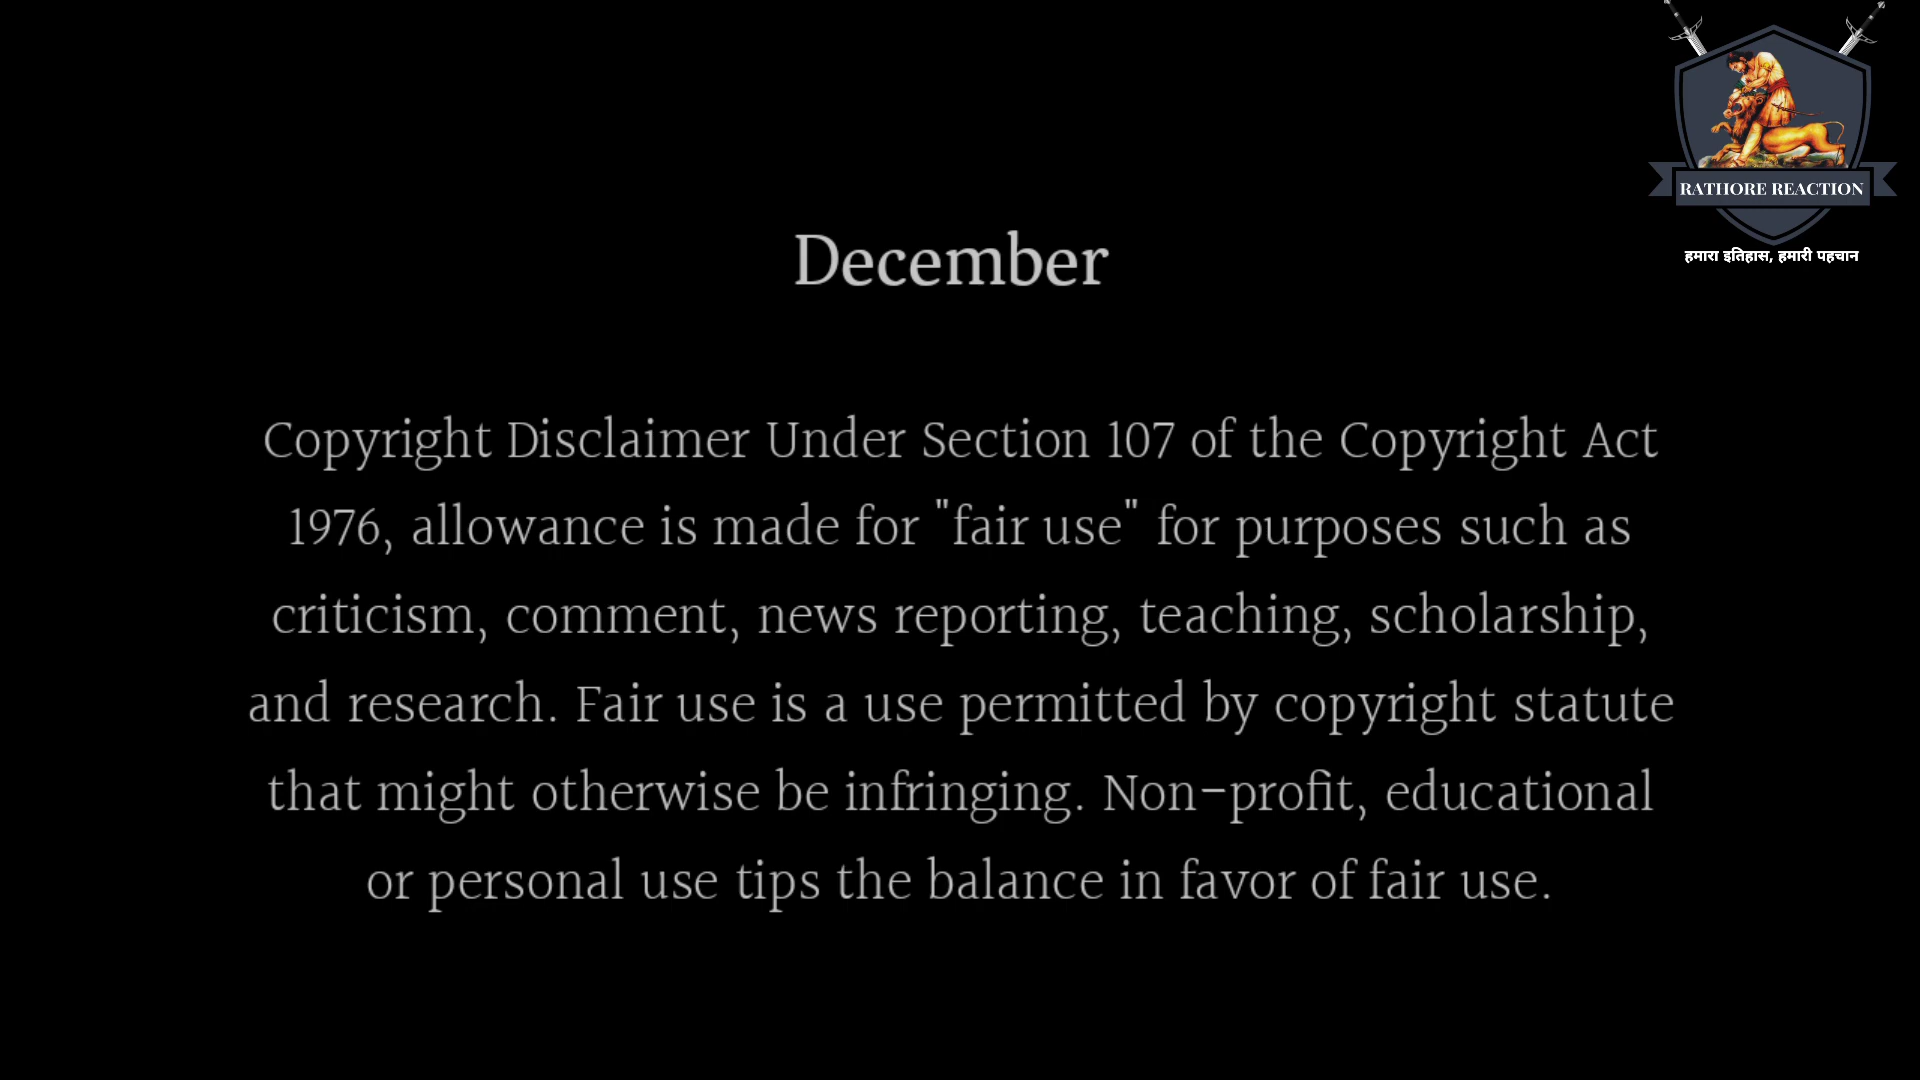 RATHORE REACTION
हमारा इतिहास, हमारी पहचान
December
Copyright Disclaimer Under Section 107 of the Copyright Act
1976, allowance is made for "fair use" for purposes such as
criticism, comment, news reporting, teaching, scholarship,
and research. Fair use is a use permitted by copyright statute
that might otherwise be infringing. Non-profit, educational
or personal use tips the balance in favor of fair use.